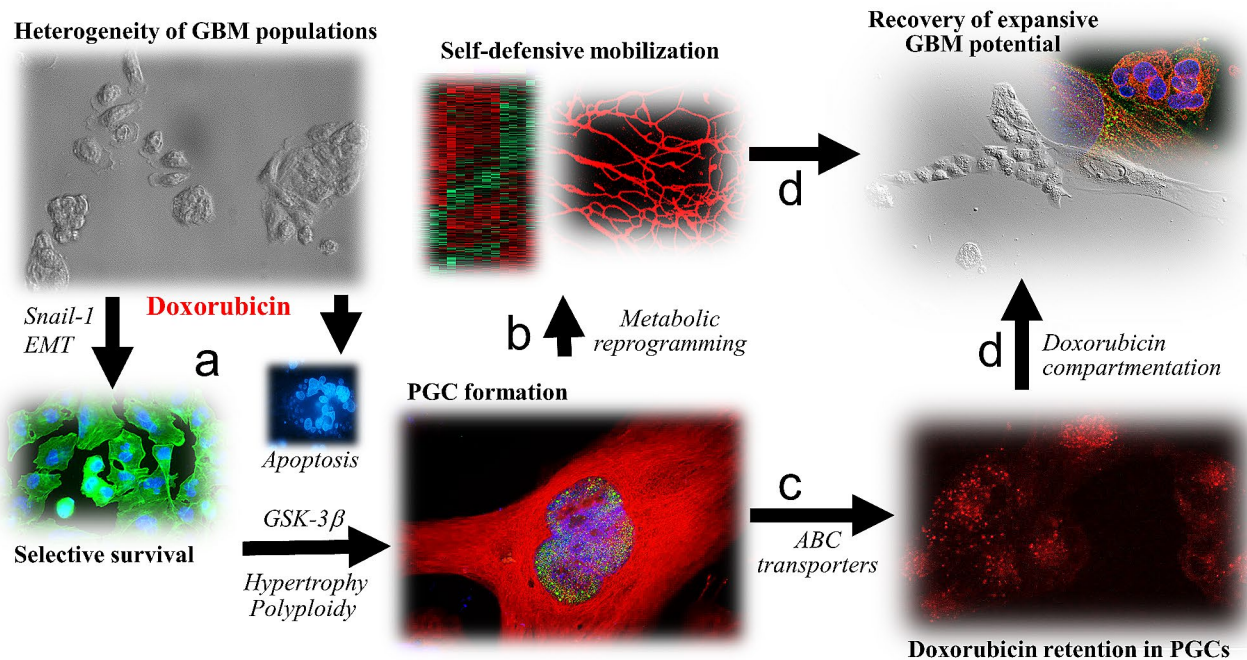 Heterogeneity of GBM populations
Self-defensive mobilization
Recovery of expansive
GBM potential
d
Snail-1
EMT
Doxorubicin
a
b
Metabolic
reprogramming
d
Doxorubicin
compartmentation
PGC formation
Apoptosis
Selective survival
GSK-3β
Hypertrophy
Polyploidy
c
ABC
transporters
Doxorubicin retention in PGCs